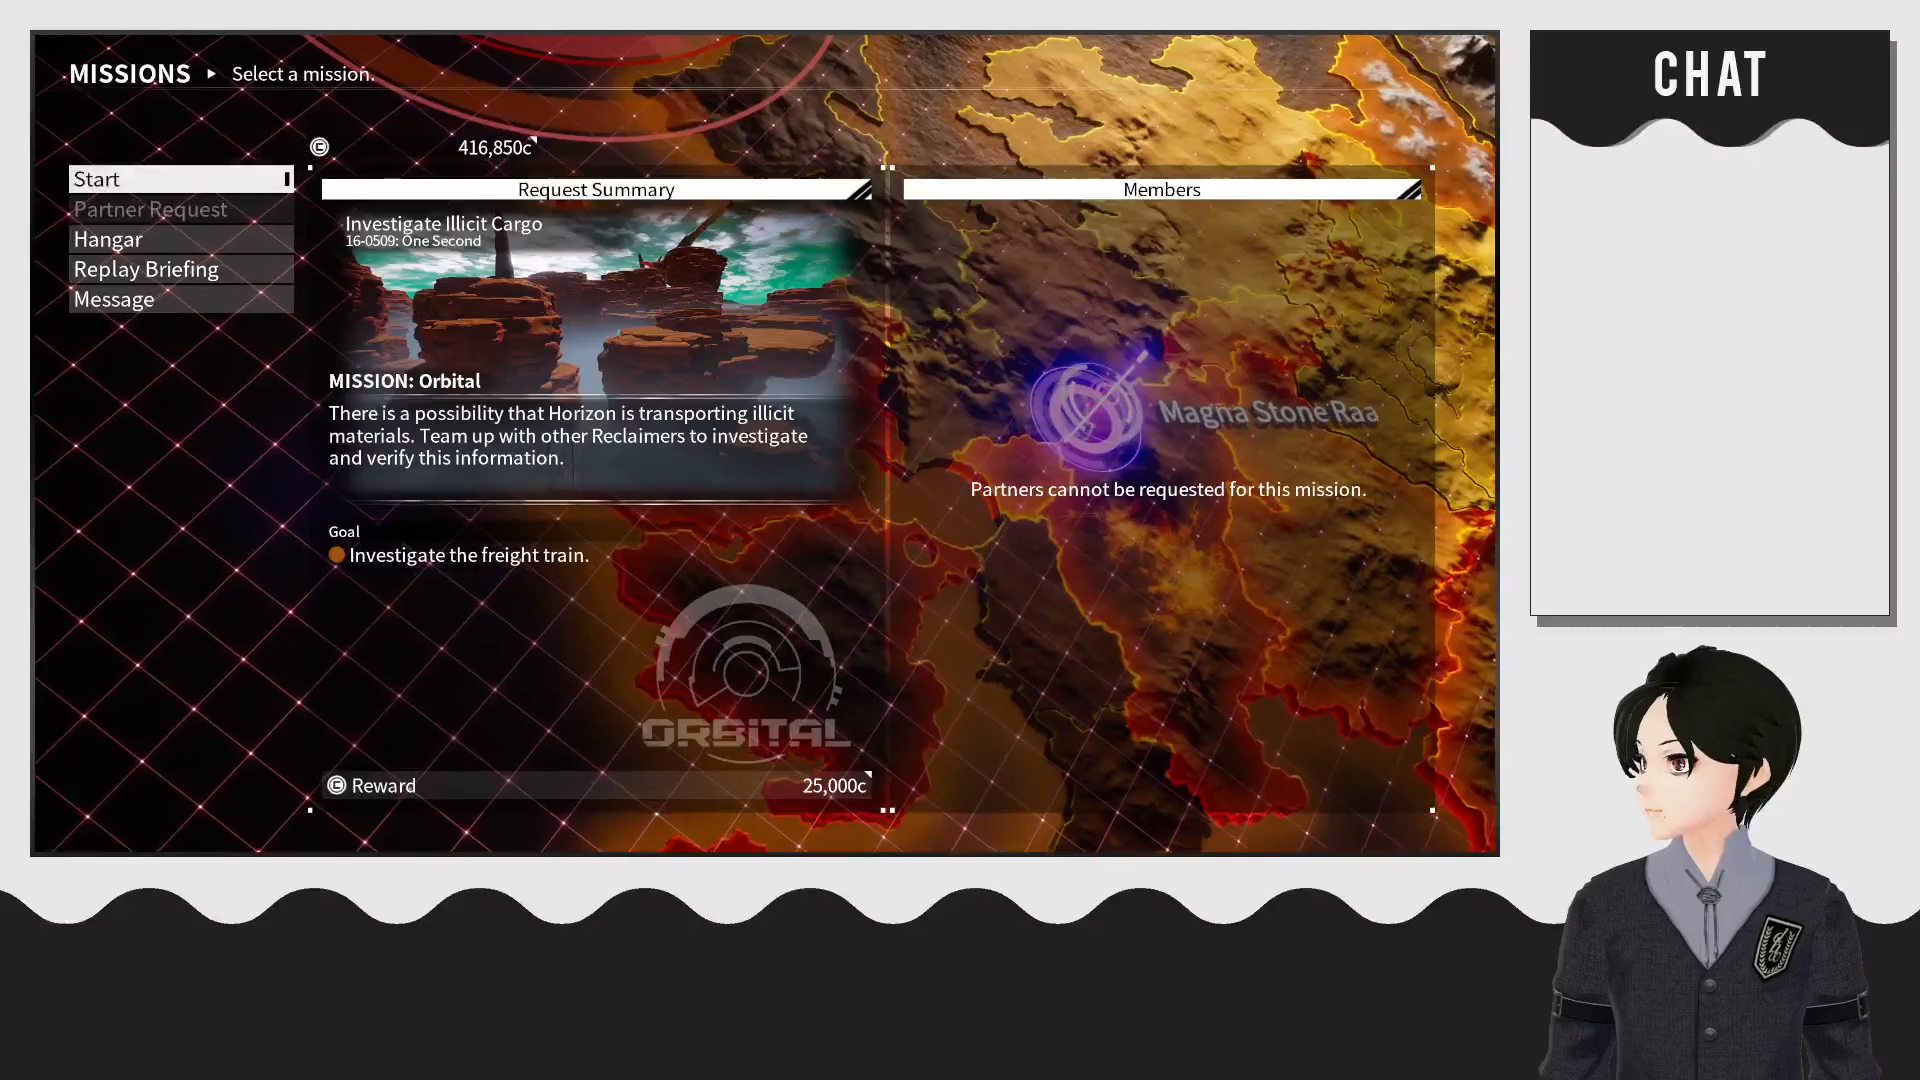 MISSIONS ▶ Select a mission.
416,850c
Start
Partner Request
Hangar
Replay Briefing
Message
Request Summary
Investigate Illicit Cargo
16-0509: One Second
MISSION: Orbital
There is a possibility that Horizon is transporting illicit
materials. Team up with other Reclaimers to investigate
and verify this information.
Goal
Investigate the freight train.
ORBITAL
Reward 25,000c
Members
Magna Stone Raa
Partners cannot be requested for this mission.
CHAT